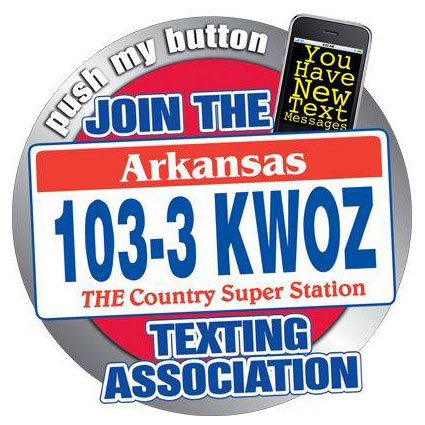 push my button
JOIN THE
You
Have
New
Text
Messages
Arkansas
103-3 KWOZ
THE Country Super Station
TEXTING
ASSOCIATION